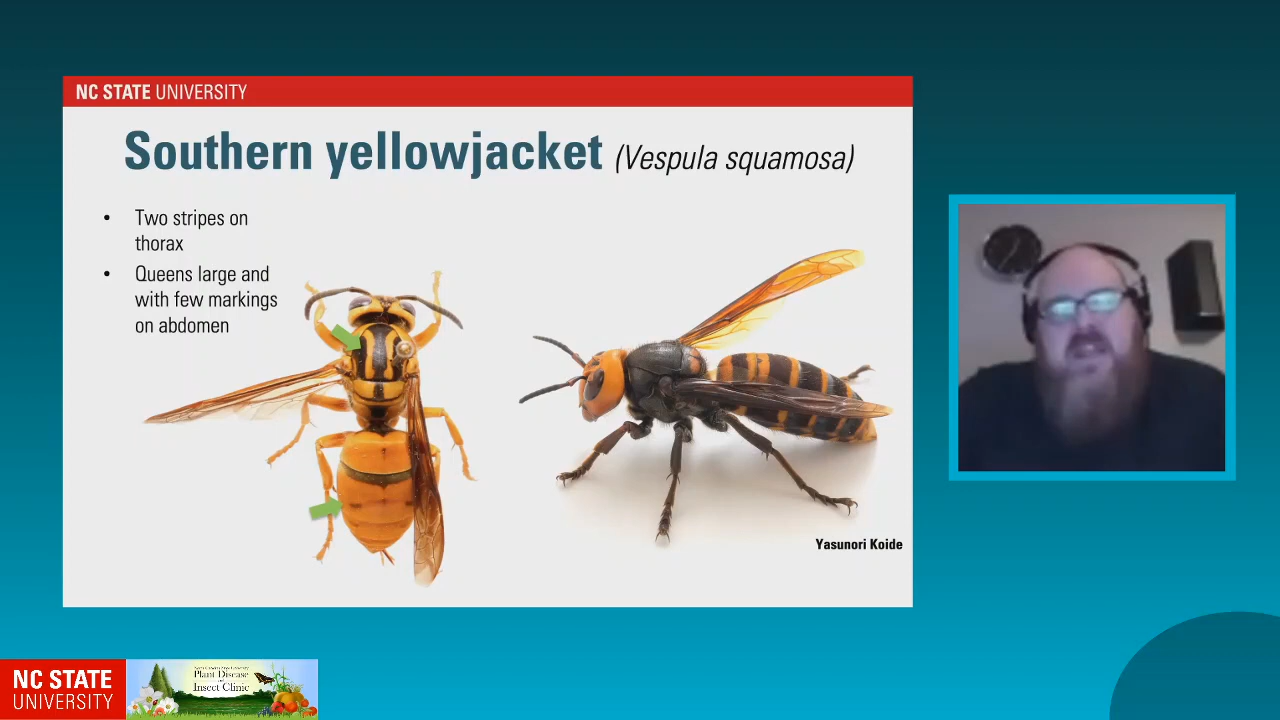 NC STATE UNIVERSITY
Southern yellowjacket (Vespula squamosa)
• Two stripes on
thorax
• Queens large and
with few markings
on abdomen
Yasunori Koide
NC STATE
UNIVERSITY
Plant Disease
Insect Clinic